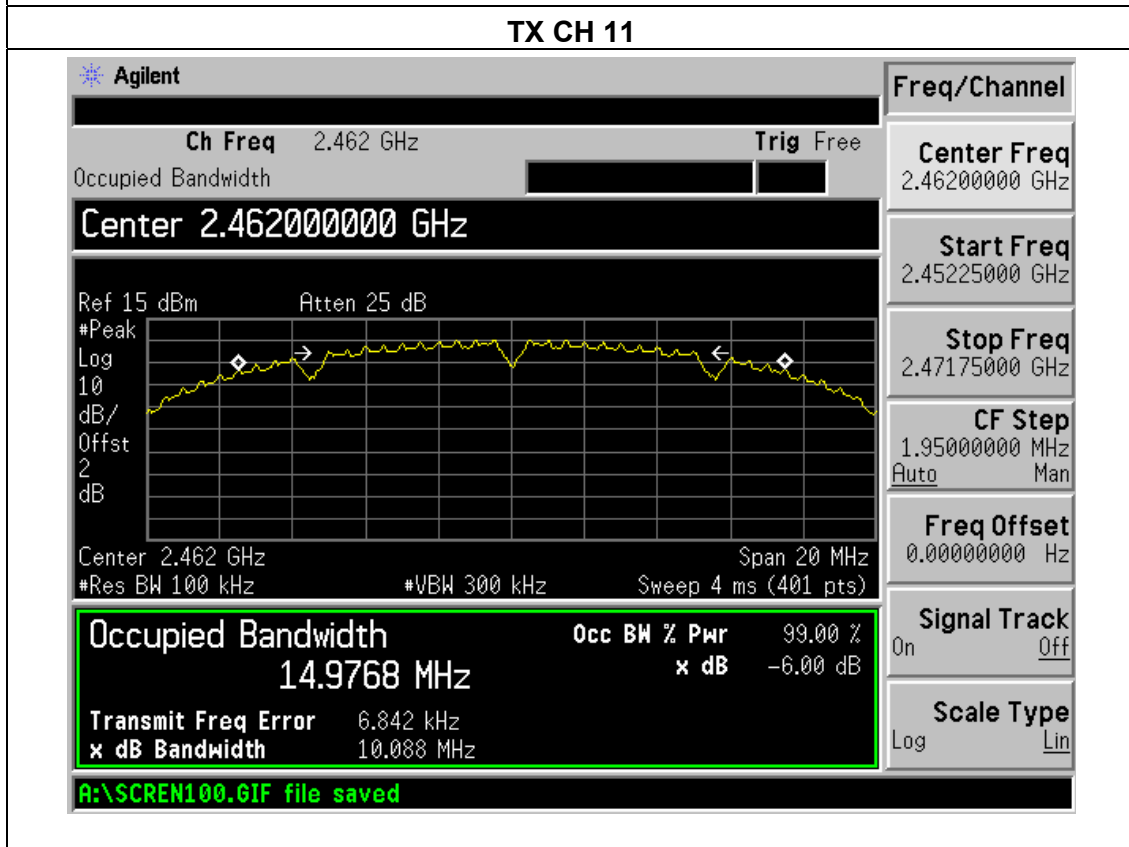 TX CH 11
Agilent
Freq/Channel
Ch Freq 2.462 GHz Trig Free
Occupied Bandwidth
Center Freq
2.46200000 GHz
Center 2.462000000 GHz
Start Freq
2.45225000 GHz
Ref 15 dBm Atten 25 dB
#Peak
Log
10
dB/
Offst
2
dB
Stop Freq
2.47175000 GHz
CF Step
1.95000000 MHz
Auto Man
Freq Offset
0.00000000 Hz
Center 2.462 GHz Span 20 MHz
#Res BW 100 kHz #VBW 300 kHz Sweep 4 ms (401 pts)
Signal Track
On Off
Occupied Bandwidth Occ BW % Pwr 99.00 %
14.9768 MHz x dB -6.00 dB
Transmit Freq Error 6.842 kHz
x dB Bandwidth 10.088 MHz
Scale Type
Log Lin
A:\SCREN100.GIF file saved